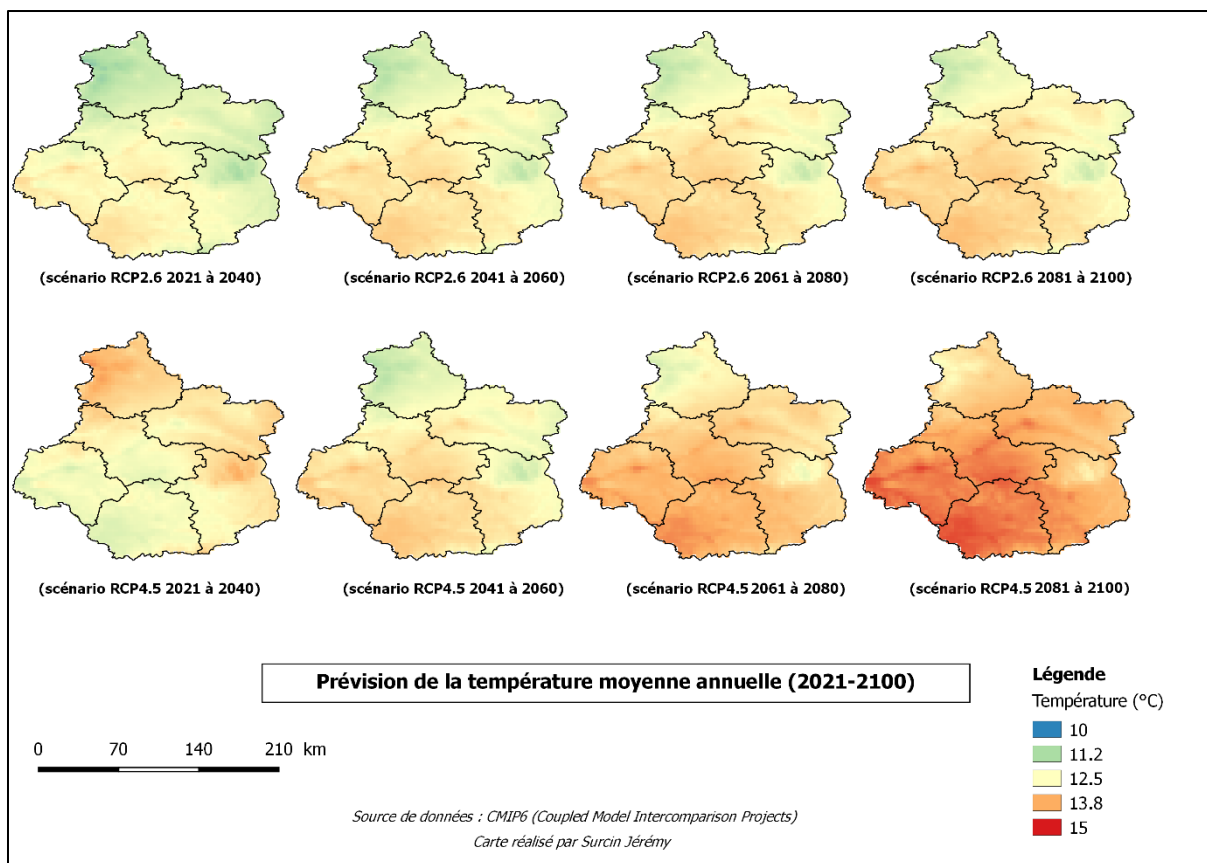 (scénario RCP2.6 2021 à 2040)
(scénario RCP2.6 2041 à 2060)
(scénario RCP2.6 2061 à 2080)
(scénario RCP2.6 2081 à 2100)
(scénario RCP4.5 2021 à 2040)
(scénario RCP4.5 2041 à 2060)
(scénario RCP4.5 2061 à 2080)
(scénario RCP4.5 2081 à 2100)
Prévision de la température moyenne annuelle (2021-2100)
Légende
Température (°C)
10
11.2
12.5
13.8
15
0 70 140 210 km
Source de données : CMIP6 (Coupled Model Intercomparison Projects)
Carte réalisé par Surcin Jérémy